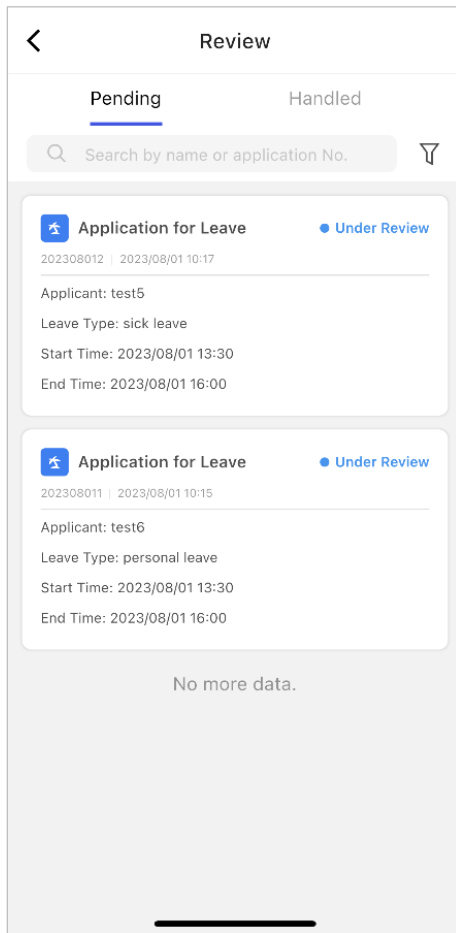 Review
Pending Handled
Search by name or application No.
Application for Leave Under Review
202308012 | 2023/08/01 10:17
Applicant: test5
Leave Type: sick leave
Start Time: 2023/08/01 13:30
End Time: 2023/08/01 16:00
Application for Leave Under Review
202308011 | 2023/08/01 10:15
Applicant: test6
Leave Type: personal leave
Start Time: 2023/08/01 13:30
End Time: 2023/08/01 16:00
No more data.